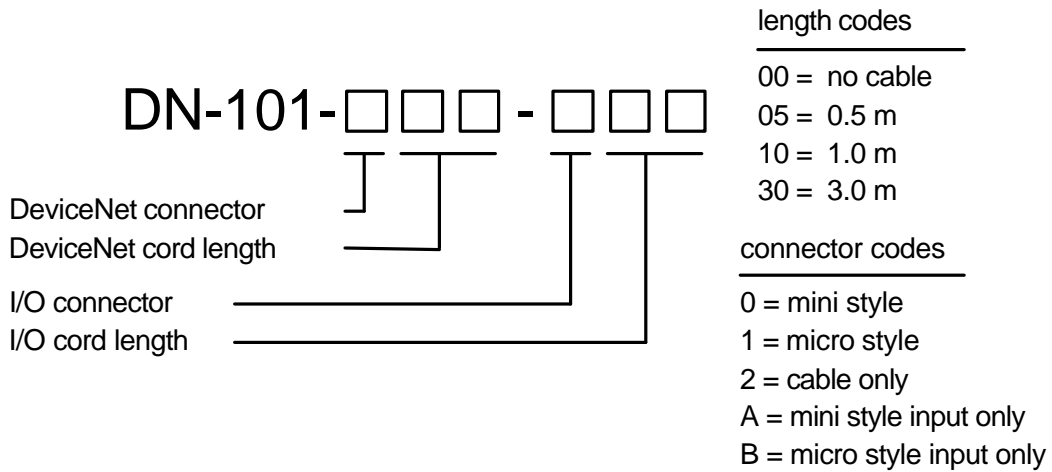 DN-101-□□□ - □□□
DeviceNet connector
DeviceNet cord length
I/O connector
I/O cord length
length codes
00 = no cable
05 = 0.5 m
10 = 1.0 m
30 = 3.0 m
connector codes
0 = mini style
1 = micro style
2 = cable only
A = mini style input only
B = micro style input only